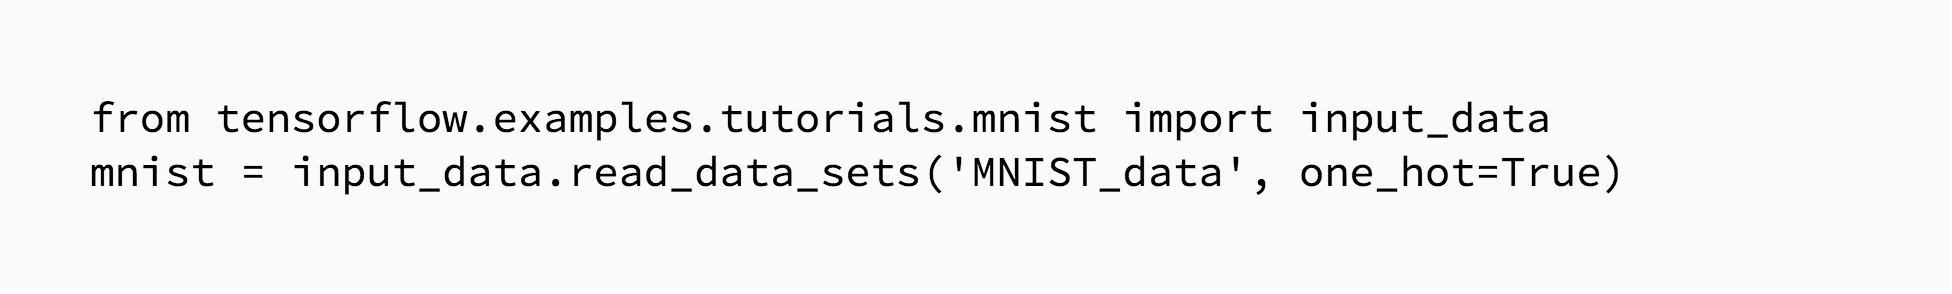 from tensorflow.examples.tutorials.mnist import input_data
mnist = input_data.read_data_sets('MNIST_data', one_hot=True)